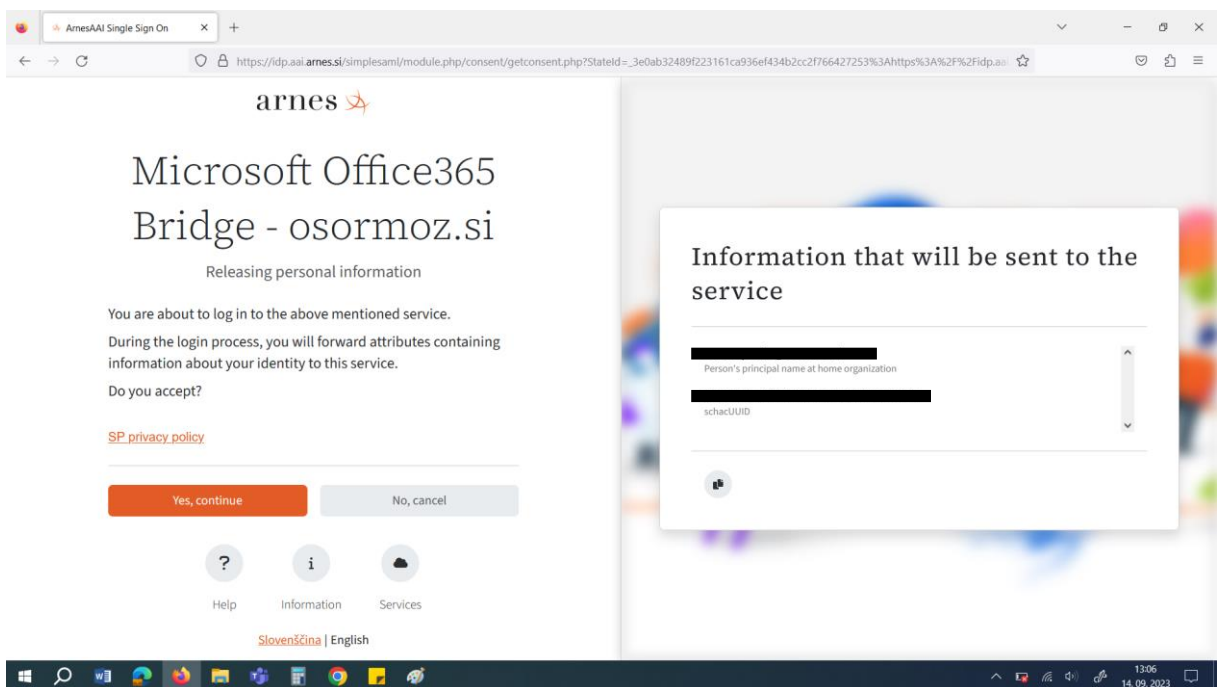 ArnesAAI Single Sign On
https://idp.aai.arnes.si/simplesaml/module.php/consent/getconsent.php?StateId=_3e0ab32489f223161ca936ef434b2cc2f766427253%3Ahttps%3A%2F%2Fidp.aa
arnes
Microsoft Office365
Bridge - osormoz.si
Releasing personal information
You are about to log in to the above mentioned service.
During the login process, you will forward attributes containing
information about your identity to this service.
Do you accept?
SP privacy policy
Yes, continue
No, cancel
?
i
Help
Information
Services
Slovenščina | English
Information that will be sent to the
service
Person's principal name at home organization
schacUUID
13:06
14. 09. 2023